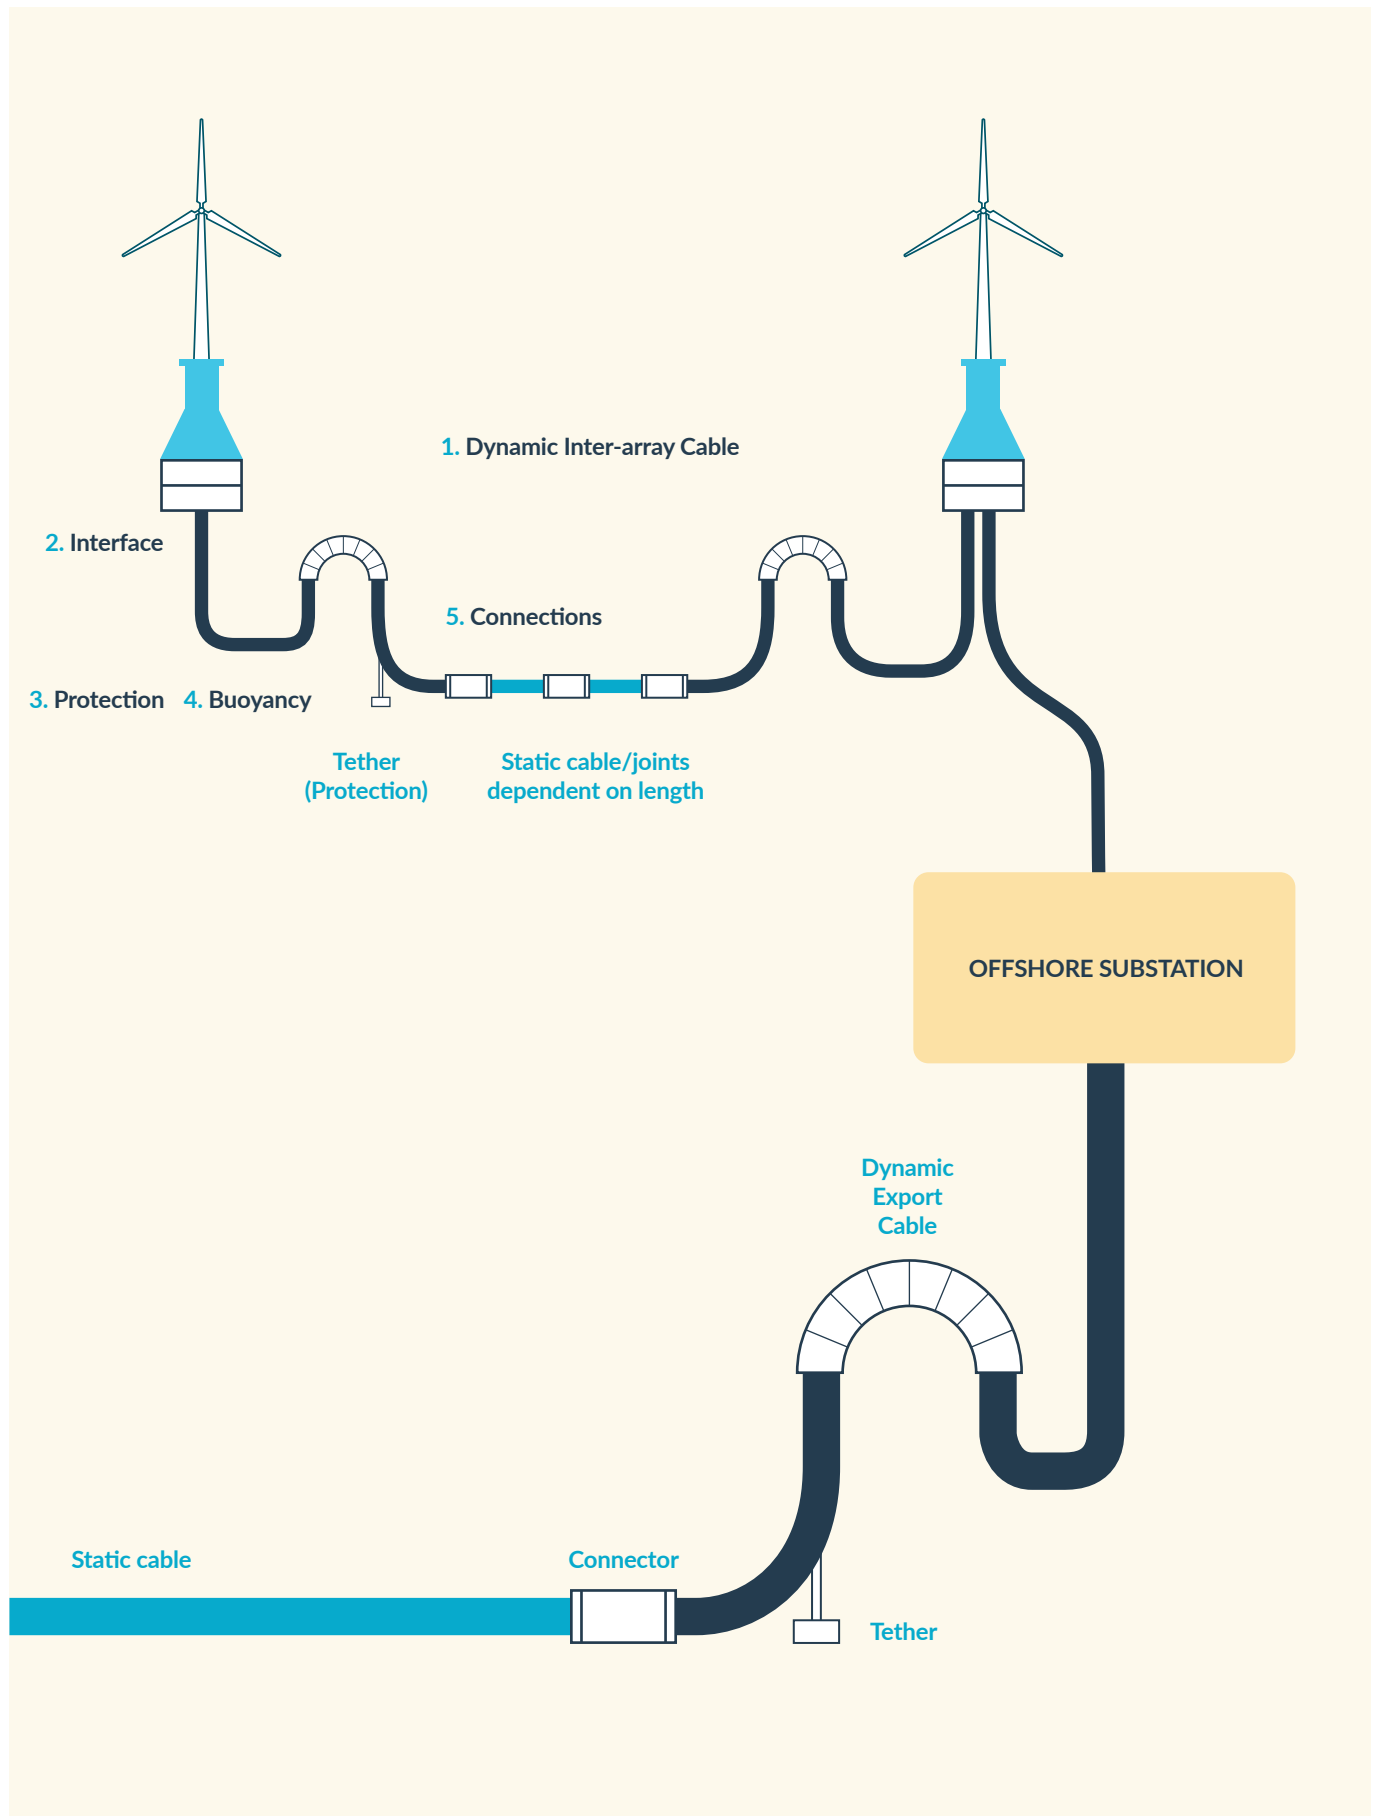 1. Dynamic Inter-array Cable
2. Interface
5. Connections
3. Protection
4. Buoyancy
Tether
(Protection)
Static cable/joints
dependent on length
OFFSHORE SUBSTATION
Dynamic
Export
Cable
Static cable
Connector
Tether